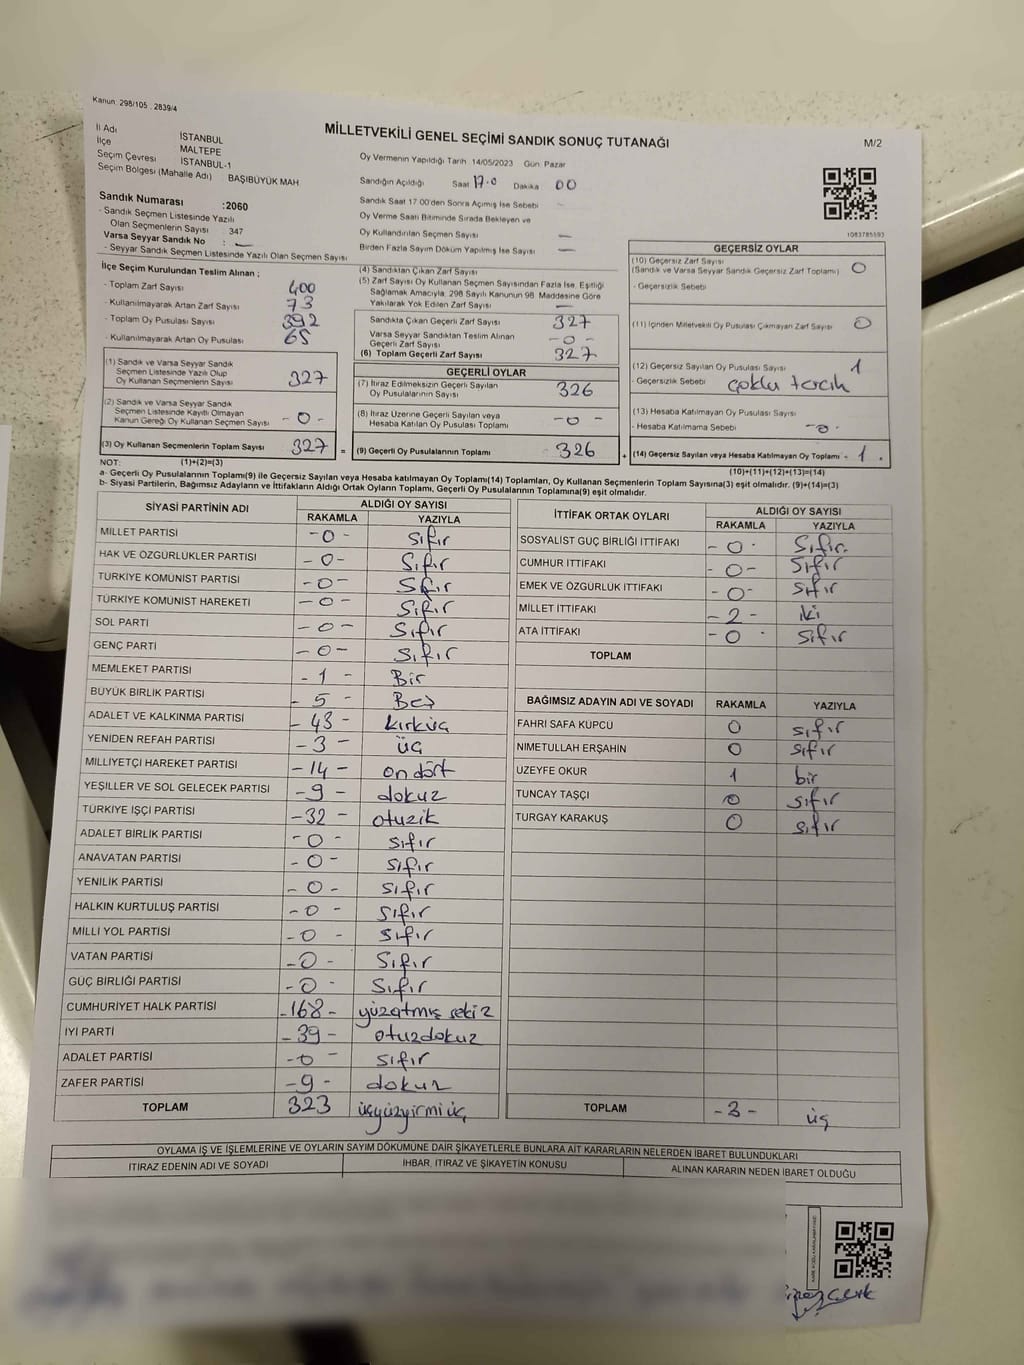 Kanun: 298/105 , 2839/4
MİLLETVEKİLİ GENEL SEÇİMİ SANDIK SONUÇ TUTANAĞI
M/2
İl Adı İSTANBUL
İlçe MALTEPE
Seçim Çevresi İSTANBUL-1
Seçim Bölgesi (Mahalle Adı) BAŞIBÜYÜK MAH
Oy Vermenin Yapıldığı Tarih 14/05/2023 Gün: Pazar
Sandığın Açıldığı Saat 17.0 Dakika 00
Sandık Saat 17:00'den Sonra Açımış İse Sebebi -
Oy Verme Saati Bitiminde Sırada Bekleyen ve
Oy Kullandırılan Seçmen Sayısı -
Birden Fazla Sayım Döküm Yapılmış İse Sayısı -
1083785593
Sandık Numarası :2060
- Sandık Seçmen Listesinde Yazılı
Olan Seçmenlerin Sayısı : 347
Varsa Seyyar Sandık No : -
- Seyyar Sandık Seçmen Listesinde Yazılı Olan Seçmen Sayısı
İlçe Seçim Kurulundan Teslim Alınan ;
- Toplam Zarf Sayısı : 400
- Kullanılmayarak Artan Zarf Sayısı : 73
- Toplam Oy Pusulası Sayısı : 392
- Kullanılmayarak Artan Oy Pusulası : 65
(1) Sandık ve Varsa Seyyar Sandık
Seçmen Listesinde Yazılı Olup
Oy Kullanan Seçmenlerin Sayısı 327
(2) Sandık ve Varsa Seyyar Sandık
Seçmen Listesinde Kayıtlı Olmayan
Kanun Gereği Oy Kullanan Seçmen Sayısı -0-
(3) Oy Kullanan Seçmenlerin Toplam Sayısı 327 =
(1)+(2)=(3)
(4) Sandıktan Çıkan Zarf Sayısı
(5) Zarf Sayısı Oy Kullanan Seçmen Sayısından Fazla İse, Eşitliği
Sağlamak Amacıyla, 298 Sayılı Kanunun 98. Maddesine Göre
Yakılarak Yok Edilen Zarf Sayısı -
Sandıkta Çıkan Geçerli Zarf Sayısı 327
Varsa Seyyar Sandıktan Teslim Alınan
Geçerli Zarf Sayısı -0-
(6) Toplam Geçerli Zarf Sayısı 327
GEÇERLİ OYLAR
(7) İtiraz Edilmeksizin Geçerli Sayılan
Oy Pusulalarının Sayısı 326
(8) İtiraz Üzerine Geçerli Sayılan veya
Hesaba Katılan Oy Pusulaları Toplamı -0-
(9) Geçerli Oy Pusulalarının Toplamı 326 +
GEÇERSİZ OYLAR
(10) Geçersiz Zarf Sayısı
(Sandık ve Varsa Seyyar Sandık Geçersiz Zarf Toplamı) 0
- Geçersizlik Sebebi
(11) İçinden Milletvekili Oy Pusulası Çıkmayan Zarf Sayısı 0
(12) Geçersiz Sayılan Oy Pusulası Sayısı 1
- Geçersizlik Sebebi çoklu tercih
(13) Hesaba Katılmayan Oy Pusulası Sayısı
- Hesaba Katılmama Sebebi -0-
(14) Geçersiz Sayılan veya Hesaba Katılmayan Oy Toplamı - 1 .
(10)+(11)+(12)+(13)=(14)
NOT:
a- Geçerli Oy Pusulalarının Toplamı(9) ile Geçersiz Sayılan veya Hesaba katılmayan Oy Toplamı(14) Toplamları, Oy Kullanan Seçmenlerin Toplam Sayısına(3) eşit olmalıdır. (9)+(14)=(3)
b- Siyasi Partilerin, Bağımsız Adayların ve İttifakların Aldığı Ortak Oyların Toplamı, Geçerli Oy Pusulalarının Toplamına(9) eşit olmalıdır.
SİYASİ PARTİNİN ADI ALDIĞI OY SAYISI
RAKAMLA YAZIYLA
MİLLET PARTİSİ -0- sıfır
HAK VE ÖZGÜRLÜKLER PARTİSİ -0- Sıfır
TÜRKİYE KOMÜNİST PARTİSİ -0- Sıfır
TÜRKİYE KOMÜNİST HAREKETİ -0- Sıfır
SOL PARTİ -0- Sıfır
GENÇ PARTİ -0- Sıfır
MEMLEKET PARTİSİ -1- Bir
BÜYÜK BİRLİK PARTİSİ - 5 - Beş
ADALET VE KALKINMA PARTİSİ - 43 - kırküç
YENİDEN REFAH PARTİSİ -3- üç
MİLLİYETÇİ HAREKET PARTİSİ -14- on dört
YEŞİLLER VE SOL GELECEK PARTİSİ -9- dokuz
TÜRKİYE İŞÇİ PARTİSİ -32- otuzik
ADALET BİRLİK PARTİSİ -0- sıfır
ANAVATAN PARTİSİ -0- sıfır
YENİLİK PARTİSİ -0- sıfır
HALKIN KURTULUŞ PARTİSİ -0- sıfır
MİLLİ YOL PARTİSİ -0- sıfır
VATAN PARTİSİ -0- Sıfır
GÜÇ BİRLİĞİ PARTİSİ -0- Sıfır
CUMHURİYET HALK PARTİSİ -168- yüzatmış sekiz
İYİ PARTİ -39- otuzdokuz
ADALET PARTİSİ -0- sıfır
ZAFER PARTİSİ -9- dokuz
TOPLAM 323 üçyüzyirmiüç
İTTİFAK ORTAK OYLARI ALDIĞI OY SAYISI
RAKAMLA YAZIYLA
SOSYALİST GÜÇ BİRLİĞİ İTTİFAKI -0- Sıfır.
CUMHUR İTTİFAKI -0- Sıfır
EMEK VE ÖZGÜRLÜK İTTİFAKI -0- sıfır
MİLLET İTTİFAKI -2- iki
ATA İTTİFAKI -0- sıfır
TOPLAM
BAĞIMSIZ ADAYIN ADI VE SOYADI RAKAMLA YAZIYLA
FAHRİ SAFA KÜPCÜ 0 sıfır
NİMETULLAH ERŞAHİN 0 sıfır
ÜZEYFE OKUR 1 bir
TUNCAY TAŞÇI 0 sıfır
TURGAY KARAKUŞ 0 sıfır
TOPLAM -3- üç
OYLAMA İŞ VE İŞLEMLERİNE VE OYLARIN SAYIM DÖKÜMÜNE DAİR ŞİKAYETLERLE BUNLARA AİT KARARLARIN NELERDEN İBARET BULUNDUKLARI
İTİRAZ EDENİN ADI VE SOYADI İHBAR, İTİRAZ VE ŞİKAYETİN KONUSU ALINAN KARARIN NEDEN İBARET OLDUĞU